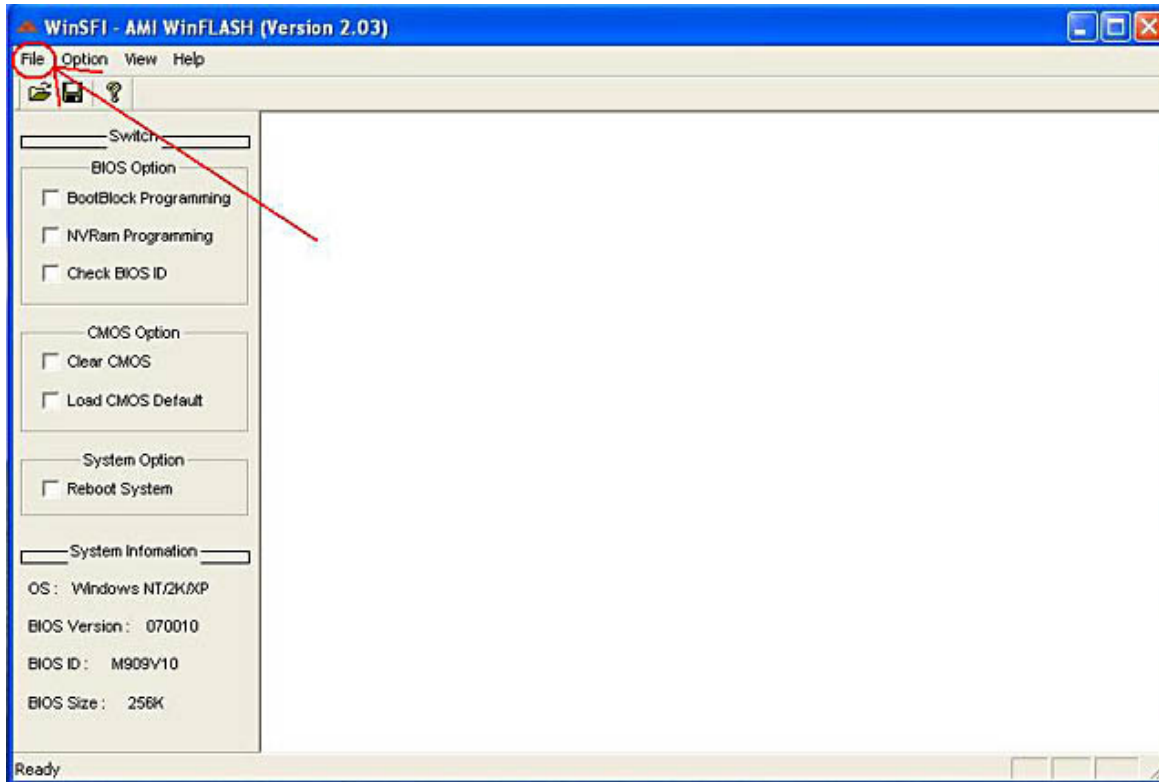 WinSFI - AMI WinFLASH (Version 2.03)
File Option View Help
Switch
BIOS Option
BootBlock Programming
NVRam Programming
Check BIOS ID
CMOS Option
Clear CMOS
Load CMOS Default
System Option
Reboot System
System Infomation
OS : Windows NT/2K/XP
BIOS Version : 070010
BIOS ID : M909V10
BIOS Size : 256K
Ready